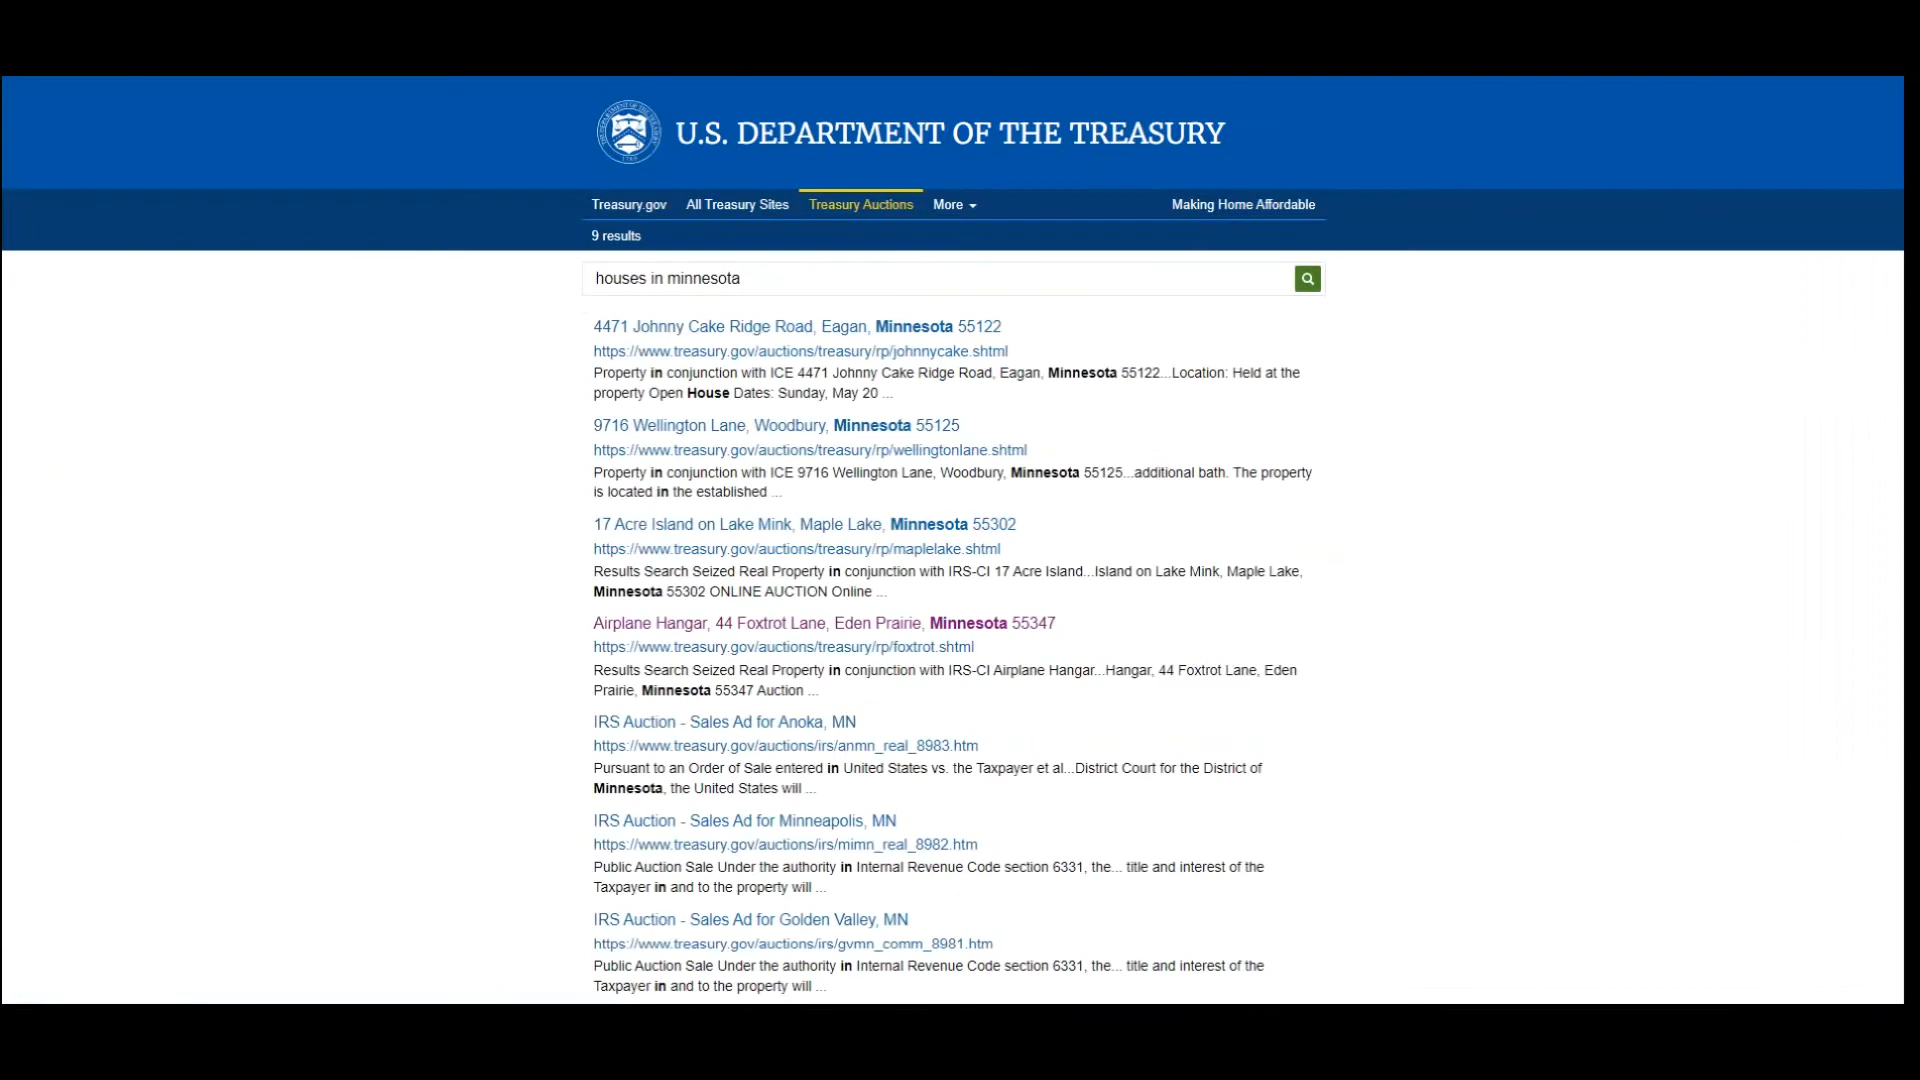 U.S. DEPARTMENT OF THE TREASURY
Treasury.gov All Treasury Sites Treasury Auctions More Making Home Affordable
9 results
houses in minnesota
4471 Johnny Cake Ridge Road, Eagan, Minnesota 55122
https://www.treasury.gov/auctions/treasury/rp/johnnycake.shtml
Property in conjunction with ICE 4471 Johnny Cake Ridge Road, Eagan, Minnesota 55122...Location: Held at the
property Open House Dates: Sunday, May 20 ...
9716 Wellington Lane, Woodbury, Minnesota 55125
https://www.treasury.gov/auctions/treasury/rp/wellingtonlane.shtml
Property in conjunction with ICE 9716 Wellington Lane, Woodbury, Minnesota 55125...additional bath. The property
is located in the established ...
17 Acre Island on Lake Mink, Maple Lake, Minnesota 55302
https://www.treasury.gov/auctions/treasury/rp/maplelake.shtml
Results Search Seized Real Property in conjunction with IRS-CI 17 Acre Island...Island on Lake Mink, Maple Lake,
Minnesota 55302 ONLINE AUCTION Online ...
Airplane Hangar, 44 Foxtrot Lane, Eden Prairie, Minnesota 55347
https://www.treasury.gov/auctions/treasury/rp/foxtrot.shtml
Results Search Seized Real Property in conjunction with IRS-CI Airplane Hangar...Hangar, 44 Foxtrot Lane, Eden
Prairie, Minnesota 55347 Auction ...
IRS Auction - Sales Ad for Anoka, MN
https://www.treasury.gov/auctions/irs/anmn_real_8983.htm
Pursuant to an Order of Sale entered in United States vs. the Taxpayer et al...District Court for the District of
Minnesota, the United States will ...
IRS Auction - Sales Ad for Minneapolis, MN
https://www.treasury.gov/auctions/irs/mimn_real_8982.htm
Public Auction Sale Under the authority in Internal Revenue Code section 6331, the... title and interest of the
Taxpayer in and to the property will ...
IRS Auction - Sales Ad for Golden Valley, MN
https://www.treasury.gov/auctions/irs/gvmn_comm_8981.htm
Public Auction Sale Under the authority in Internal Revenue Code section 6331, the... title and interest of the
Taxpayer in and to the property will ...